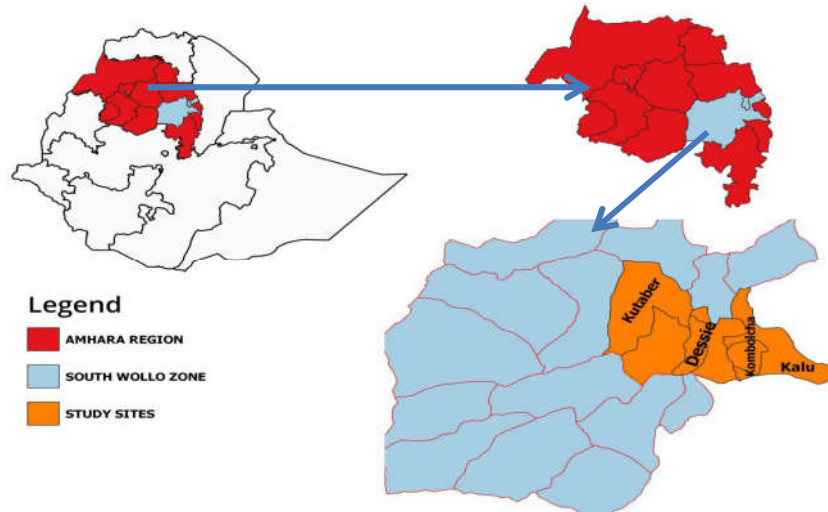 Legend
AMHARA REGION
SOUTH WOLLO ZONE
STUDY SITES
Kutaber
Dessie
Kombolcha
Kalu